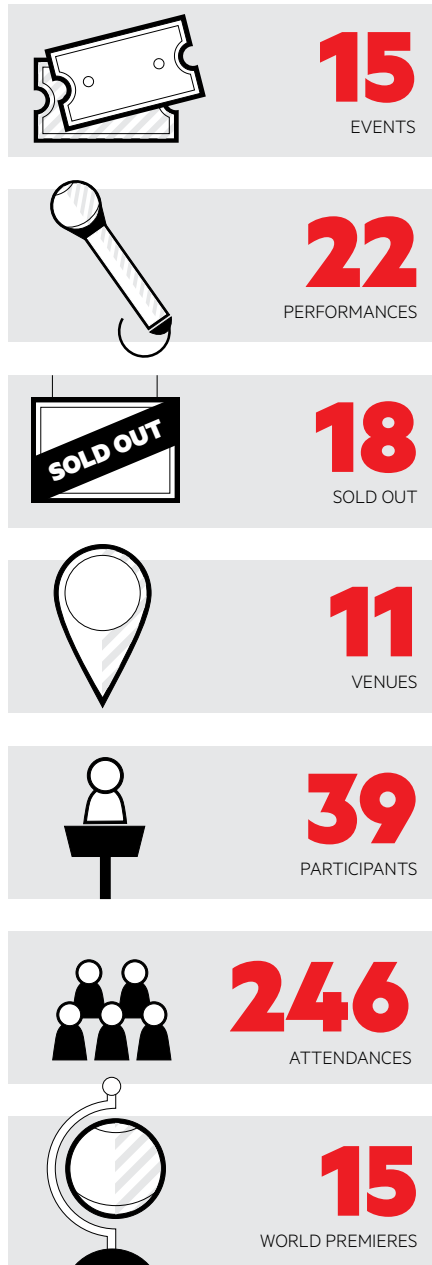 15
EVENTS
22
PERFORMANCES
SOLD OUT
18
SOLD OUT
11
VENUES
39
PARTICIPANTS
246
ATTENDANCES
15
WORLD PREMIERES